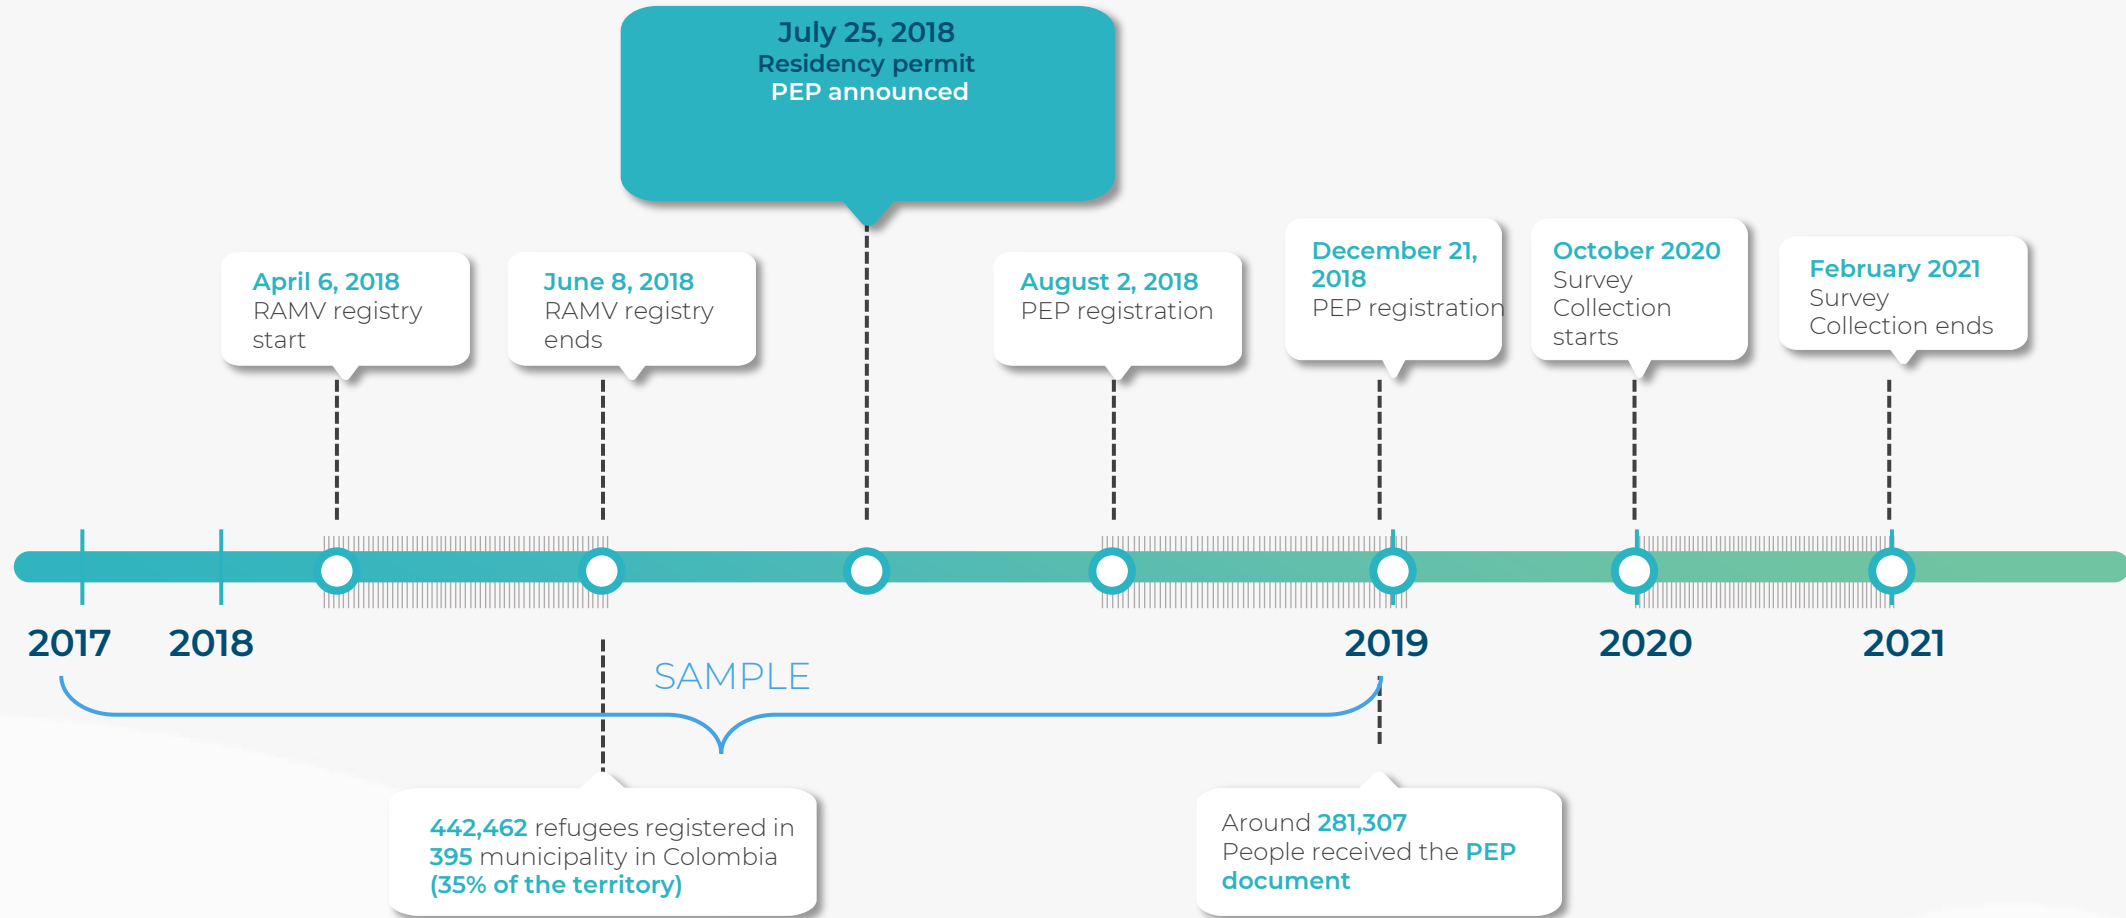 July 25, 2018
Residency permit
PEP announced
April 6, 2018
RAMV registry
start
June 8, 2018
RAMV registry
ends
August 2, 2018
PEP registration
December 21,
2018
PEP registration
October 2020
Survey
Collection
starts
February 2021
Survey
Collection ends
2017
2018
2019
2020
2021
SAMPLE
442,462 refugees registered in
395 municipality in Colombia
(35% of the territory)
Around 281,307
People received the PEP
document